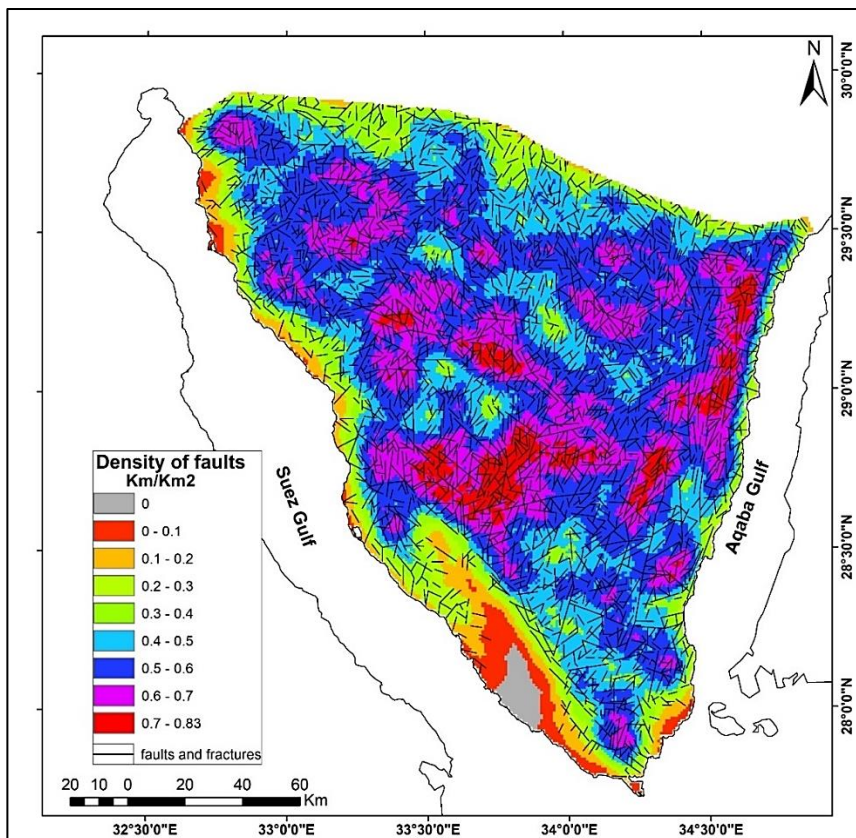 N
30°0'0"N
29°30'0"N
29°0'0"N
28°30'0"N
28°0'0"N
Suez Gulf
Aqaba Gulf
Density of faults
Km/Km2
0
0 - 0.1
0.1 - 0.2
0.2 - 0.3
0.3 - 0.4
0.4 - 0.5
0.5 - 0.6
0.6 - 0.7
0.7 - 0.83
faults and fractures
20 10 0 20 40 60
Km
32°30'0"E 33°0'0"E 33°30'0"E 34°0'0"E 34°30'0"E